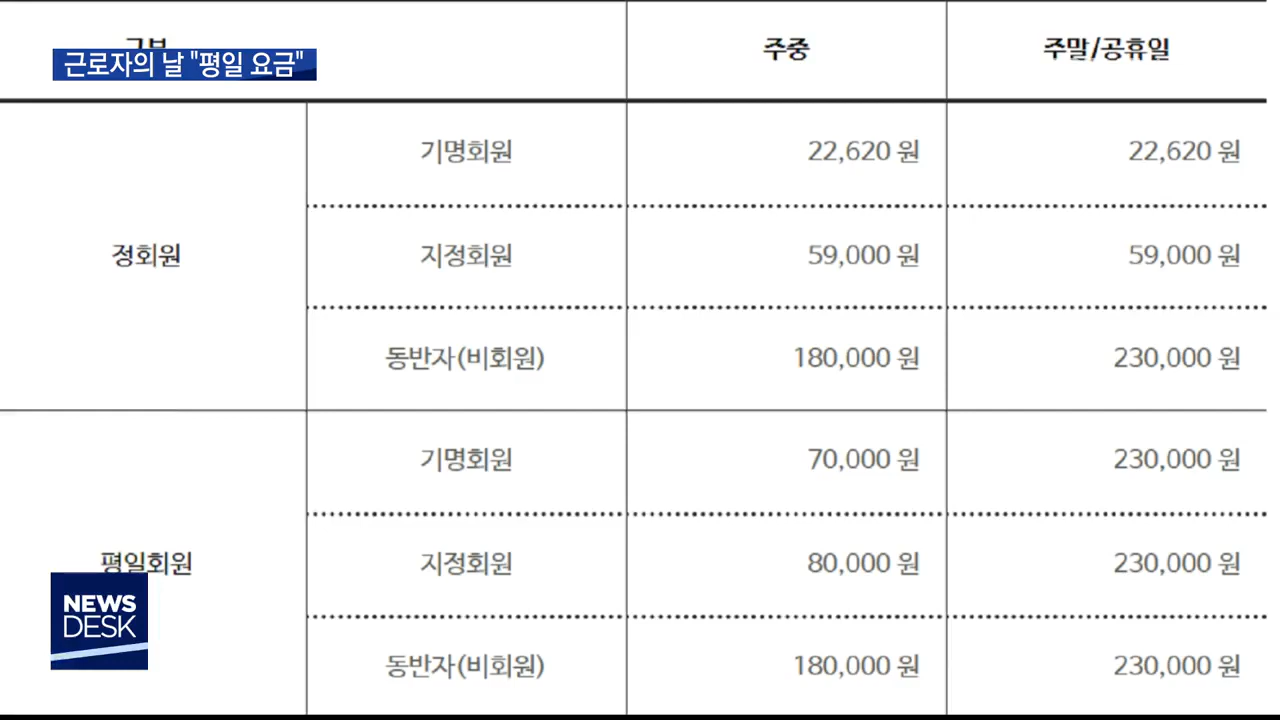 근로자의 날 "평일 요금"
주중 주말/공휴일
정회원 기명회원 22,620 원 22,620 원
지정회원 59,000 원 59,000 원
동반자(비회원) 180,000 원 230,000 원
평일회원 기명회원 70,000 원 230,000 원
지정회원 80,000 원 230,000 원
동반자(비회원) 180,000 원 230,000 원
NEWS
DESK